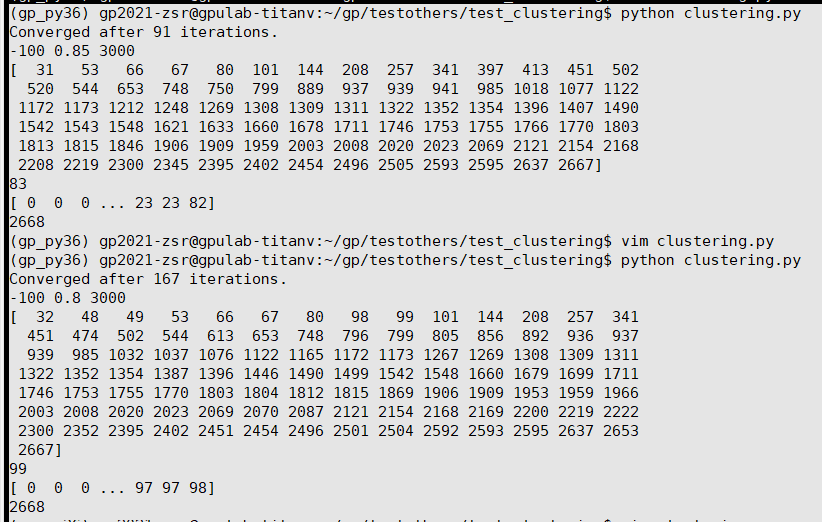 (gp_py36) gp2021-zsr@gpulab-titanv:~/gp/testothers/test_clustering$ python clustering.py
Converged after 91 iterations.
-100 0.85 3000
[  31   53   66   67   80  101  144  208  257  341  397  413  451  502
  520  544  653  748  750  799  889  937  939  941  985 1018 1077 1122
 1172 1173 1212 1248 1269 1308 1309 1311 1322 1352 1354 1396 1407 1490
 1542 1543 1548 1621 1633 1660 1678 1711 1746 1753 1755 1766 1770 1803
 1813 1815 1846 1906 1909 1959 2003 2008 2020 2023 2069 2121 2154 2168
 2208 2219 2300 2345 2395 2402 2454 2496 2505 2593 2595 2637 2667]
83
[ 0  0  0 ... 23 23 82]
2668
(gp_py36) gp2021-zsr@gpulab-titanv:~/gp/testothers/test_clustering$ vim clustering.py
(gp_py36) gp2021-zsr@gpulab-titanv:~/gp/testothers/test_clustering$ python clustering.py
Converged after 167 iterations.
-100 0.8 3000
[  32   48   49   53   66   67   80   98   99  101  144  208  257  341
  451  474  502  544  613  653  748  796  799  805  856  892  936  937
  939  985 1032 1037 1076 1122 1165 1172 1173 1267 1269 1308 1309 1311
 1322 1352 1354 1387 1396 1446 1490 1499 1542 1548 1660 1679 1699 1711
 1746 1753 1755 1770 1803 1804 1812 1815 1869 1906 1909 1953 1959 1966
 2003 2008 2020 2023 2069 2070 2087 2121 2154 2168 2169 2200 2219 2222
 2300 2352 2395 2402 2451 2454 2496 2501 2504 2592 2593 2595 2637 2653
 2667]
99
[ 0  0  0 ... 97 97 98]
2668